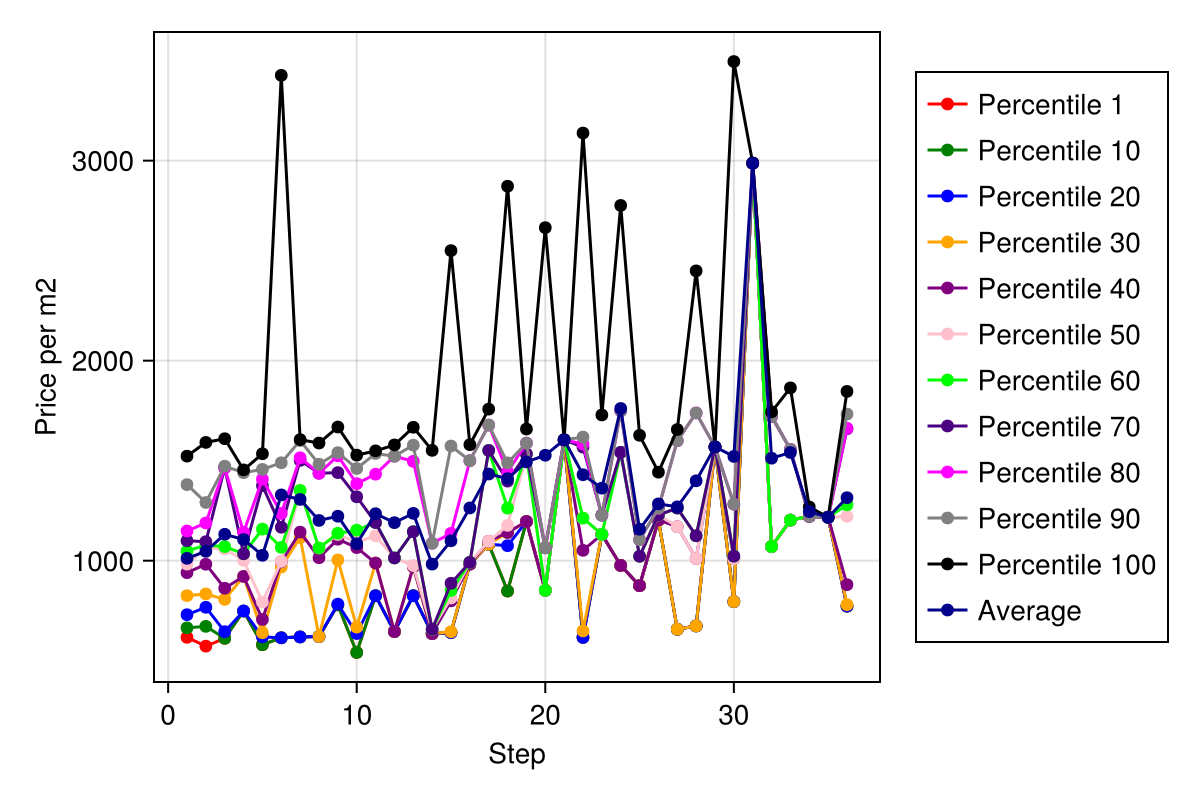 3000
2000
1000
Price per m2
0 10 20 30
Step
Percentile 1
Percentile 10
Percentile 20
Percentile 30
Percentile 40
Percentile 50
Percentile 60
Percentile 70
Percentile 80
Percentile 90
Percentile 100
Average